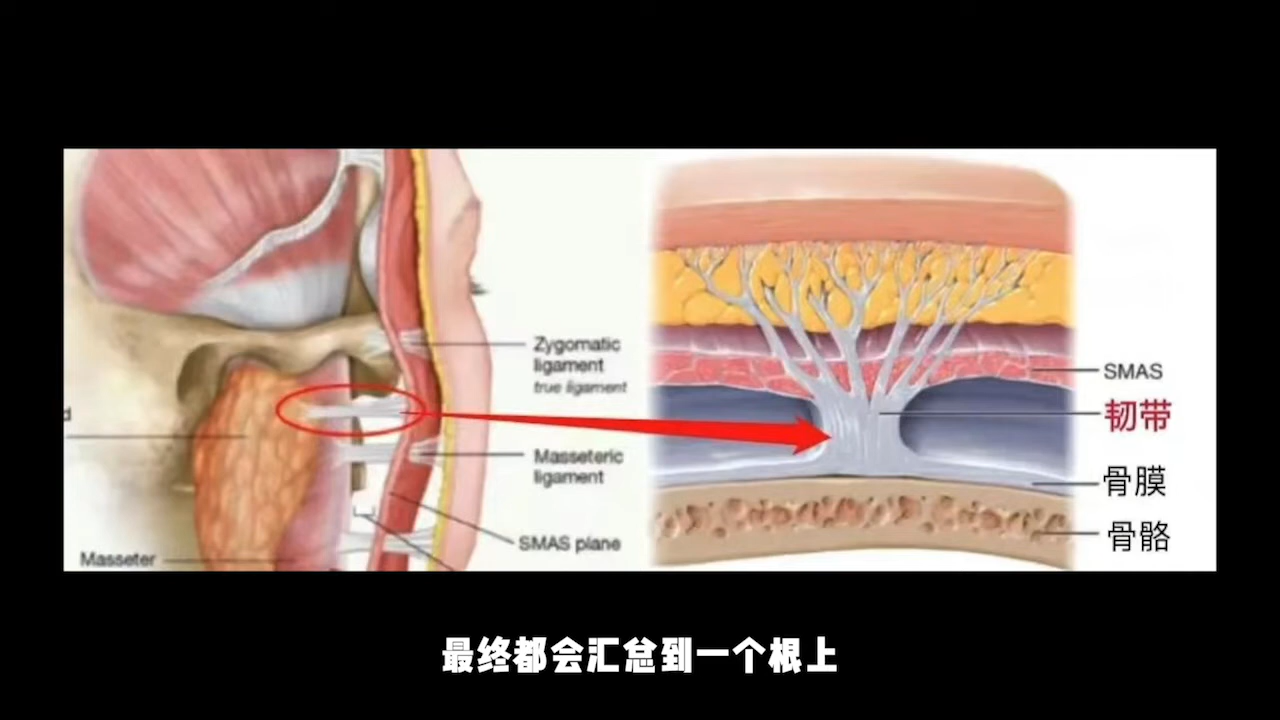 Zygomatic
ligament
true ligament
d
Masseteric
ligament
SMAS plane
Masseter
SMAS
韧带
骨膜
骨骼
最终都会汇总到一个根上